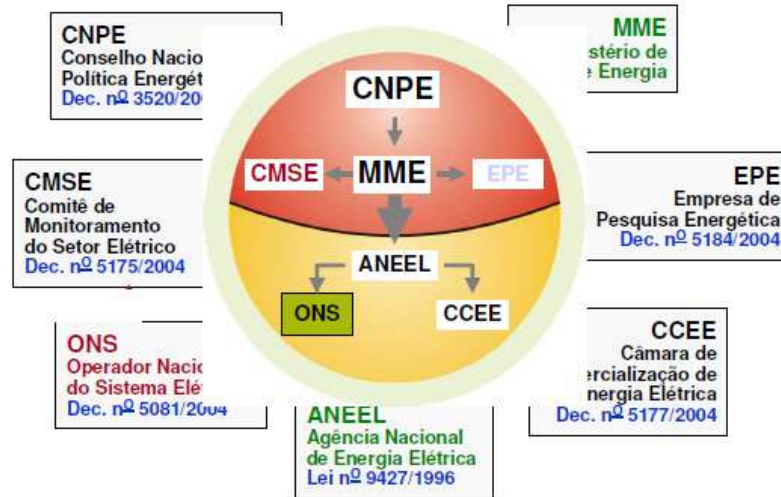 CNPE
Conselho Nacio
Política Energét
Dec. nº 3520/20
MME
stério de
e Energia
CNPE
CMSE
MME
EPE
ANEEL
ONS
CCEE
CMSE
Comitê de
Monitoramento
do Setor Elétrico
Dec. nº 5175/2004
EPE
Empresa de
Pesquisa Energética
Dec. nº 5184/2004
ONS
Operador Nacio
do Sistema Elé
Dec. nº 5081/2004
ANEEL
Agência Nacional
de Energia Elétrica
Lei nº 9427/1996
CCEE
Câmara de
ercialização de
nergia Elétrica
Dec. nº 5177/2004